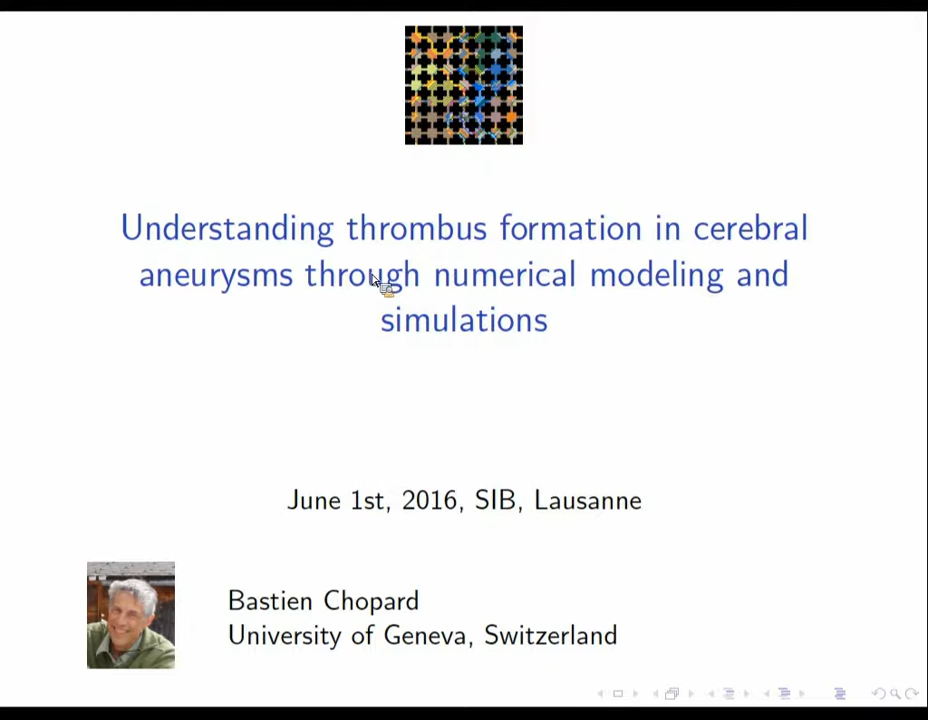 Understanding thrombus formation in cerebral
aneurysms through numerical modeling and
simulations
June 1st, 2016, SIB, Lausanne
Bastien Chopard
University of Geneva, Switzerland